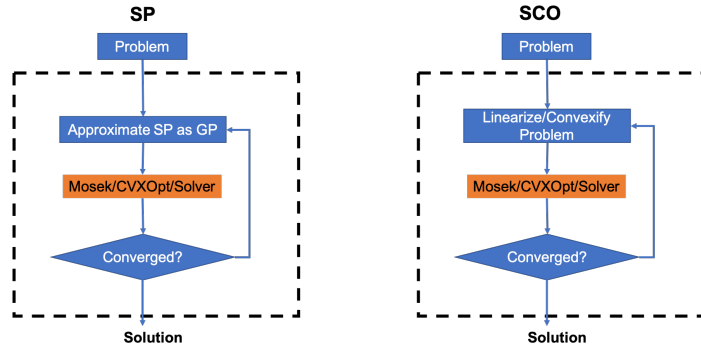 SP
Problem
Approximate SP as GP
Mosek/CVXOpt/Solver
Converged?
Solution
SCO
Problem
Linearize/Convexify
Problem
Mosek/CVXOpt/Solver
Converged?
Solution